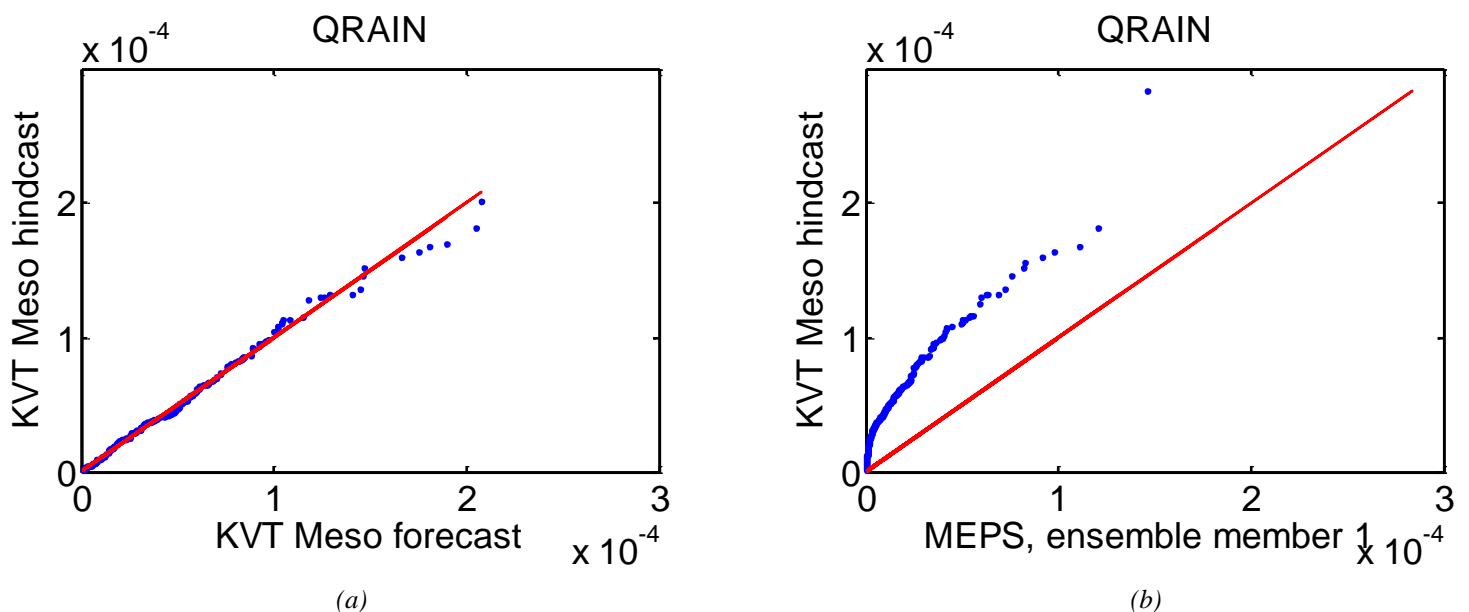 QRAIN
x 10^-4
KVT Meso hindcast
2
1
0
0 1 2 3
KVT Meso forecast
x 10^-4
(a)
QRAIN
x 10^-4
KVT Meso hindcast
2
1
0
0 1 2 3
MEPS, ensemble member 1
x 10^-4
(b)